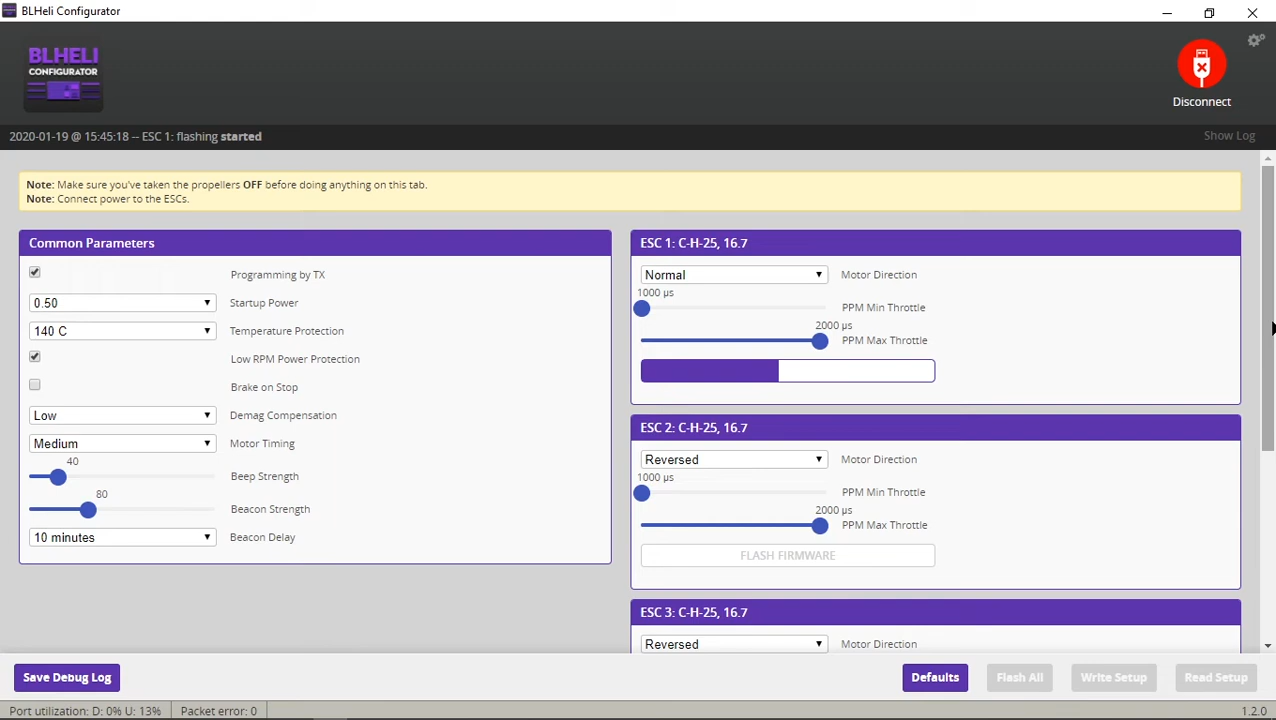 BLHeli Configurator
BLHELI
CONFIGURATOR
Disconnect
2020-01-19 @ 15:45:18 -- ESC 1: flashing started
Show Log
Note: Make sure you've taken the propellers OFF before doing anything on this tab.
Note: Connect power to the ESCs.
Common Parameters
Programming by TX
0.50 Startup Power
140 C Temperature Protection
Low RPM Power Protection
Brake on Stop
Low Demag Compensation
Medium Motor Timing
40
Beep Strength
80
Beacon Strength
10 minutes Beacon Delay
ESC 1: C-H-25, 16.7
Normal Motor Direction
1000 µs
PPM Min Throttle
2000 µs
PPM Max Throttle
ESC 2: C-H-25, 16.7
Reversed Motor Direction
1000 µs
PPM Min Throttle
2000 µs
PPM Max Throttle
FLASH FIRMWARE
ESC 3: C-H-25, 16.7
Reversed Motor Direction
Save Debug Log
Defaults
Flash All
Write Setup
Read Setup
Port utilization: D: 0% U: 13%
Packet error: 0
1.2.0